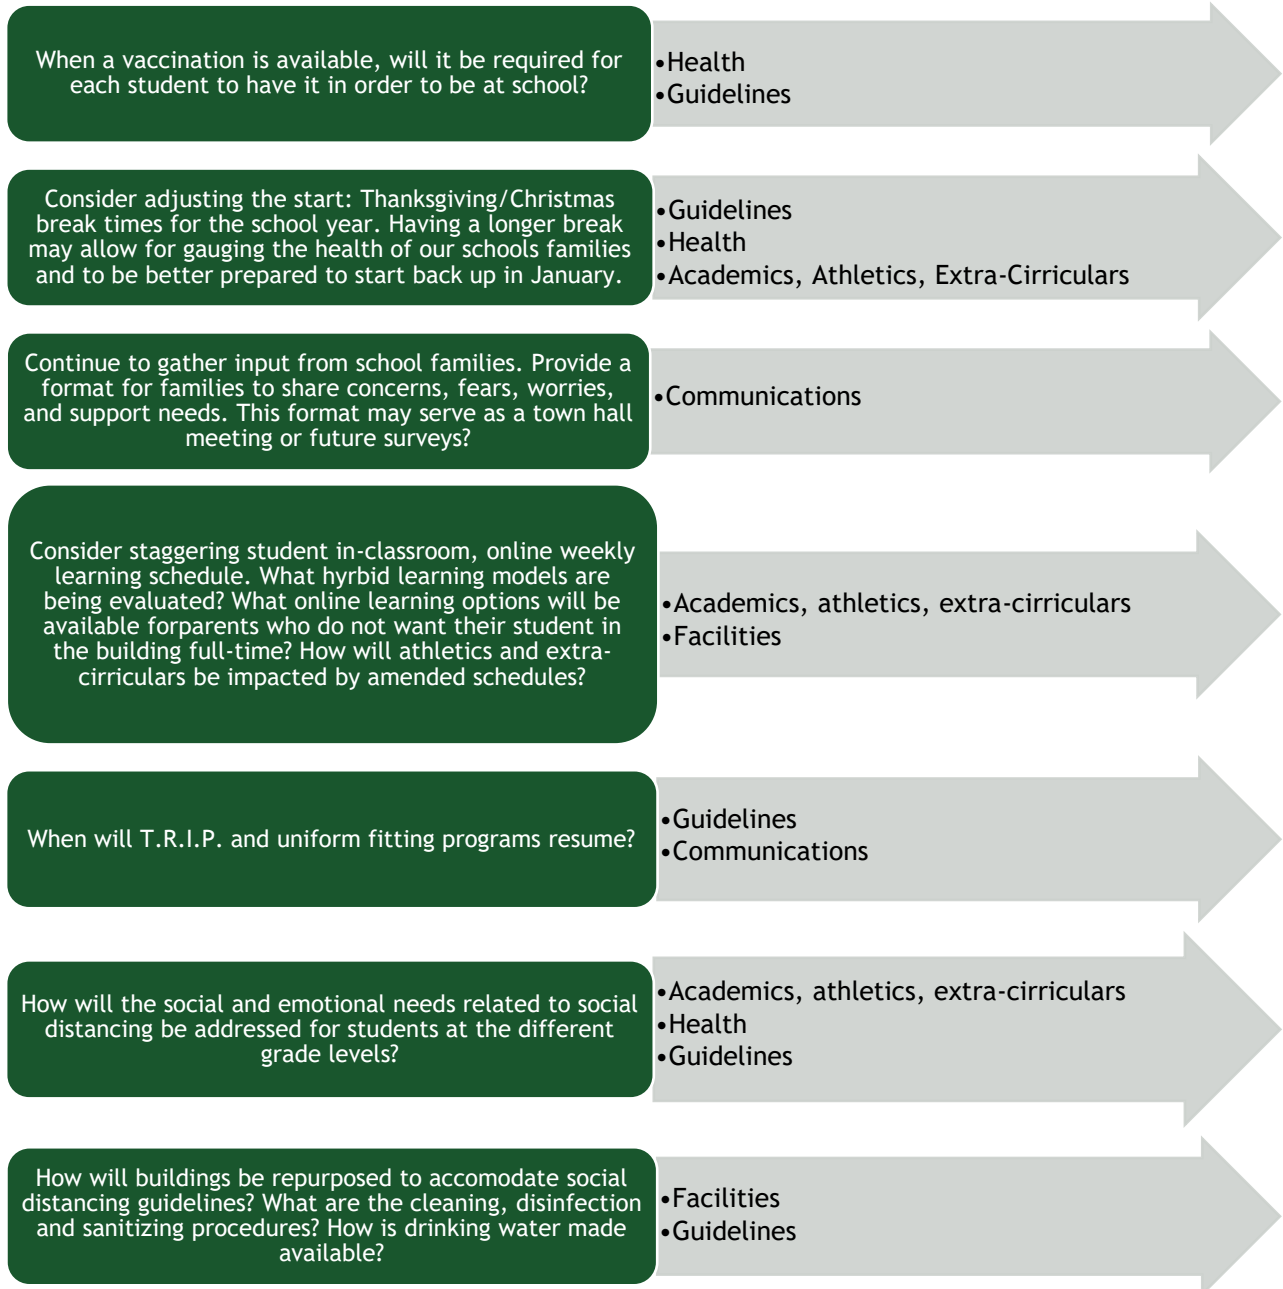 When a vaccination is available, will it be required for
each student to have it in order to be at school?
•Health
•Guidelines
Consider adjusting the start: Thanksgiving/Christmas
break times for the school year. Having a longer break
may allow for gauging the health of our schools families
and to be better prepared to start back up in January.
•Guidelines
•Health
•Academics, Athletics, Extra-Cirriculars
Continue to gather input from school families. Provide a
format for families to share concerns, fears, worries,
and support needs. This format may serve as a town hall
meeting or future surveys?
•Communications
Consider staggering student in-classroom, online weekly
learning schedule. What hyrbid learning models are
being evaluated? What online learning options will be
available forparents who do not want their student in
the building full-time? How will athletics and extra-
cirriculars be impacted by amended schedules?
•Academics, athletics, extra-cirriculars
•Facilities
When will T.R.I.P. and uniform fitting programs resume?
•Guidelines
•Communications
How will the social and emotional needs related to social
distancing be addressed for students at the different
grade levels?
•Academics, athletics, extra-cirriculars
•Health
•Guidelines
How will buildings be repurposed to accomodate social
distancing guidelines? What are the cleaning, disinfection
and sanitizing procedures? How is drinking water made
available?
•Facilities
•Guidelines